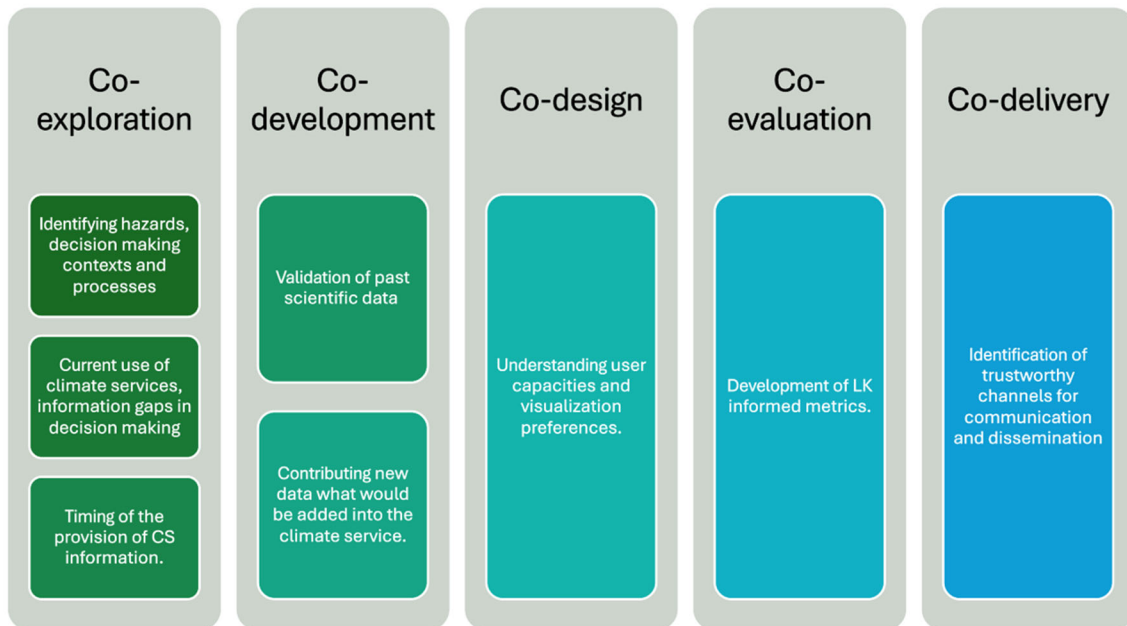 Co-
exploration
Identifying hazards,
decision making
contexts and
processes
Current use of
climate services,
information gaps in
decision making
Timing of the
provision of CS
information.
Co-
development
Validation of past
scientific data
Contributing new
data what would
be added into the
climate service.
Co-design
Understanding user
capacities and
visualization
preferences.
Co-
evaluation
Development of LK
informed metrics.
Co-delivery
Identification of
trustworthy
channels for
communication
and dissemination